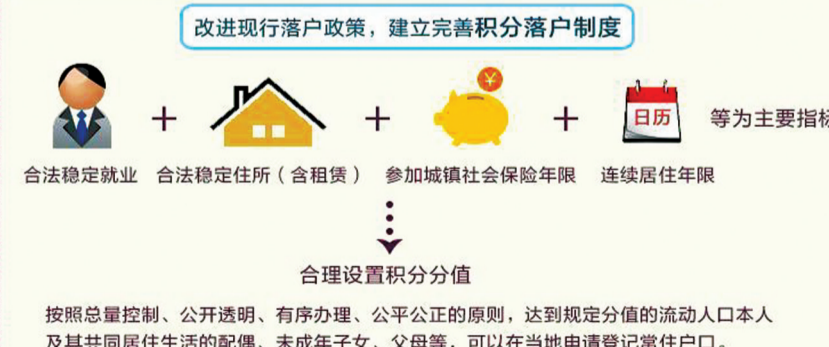 改进现行落户政策，建立完善积分落户制度
¥
日历
等为主要指标
合法稳定就业 合法稳定住所（含租赁） 参加城镇社会保险年限 连续居住年限
合理设置积分分值
按照总量控制、公开透明、有序办理、公平公正的原则，达到规定分值的流动人口本人
及其共同居住生活的配偶、未成年子女、父母等，可以在当地申请登记常住户口。